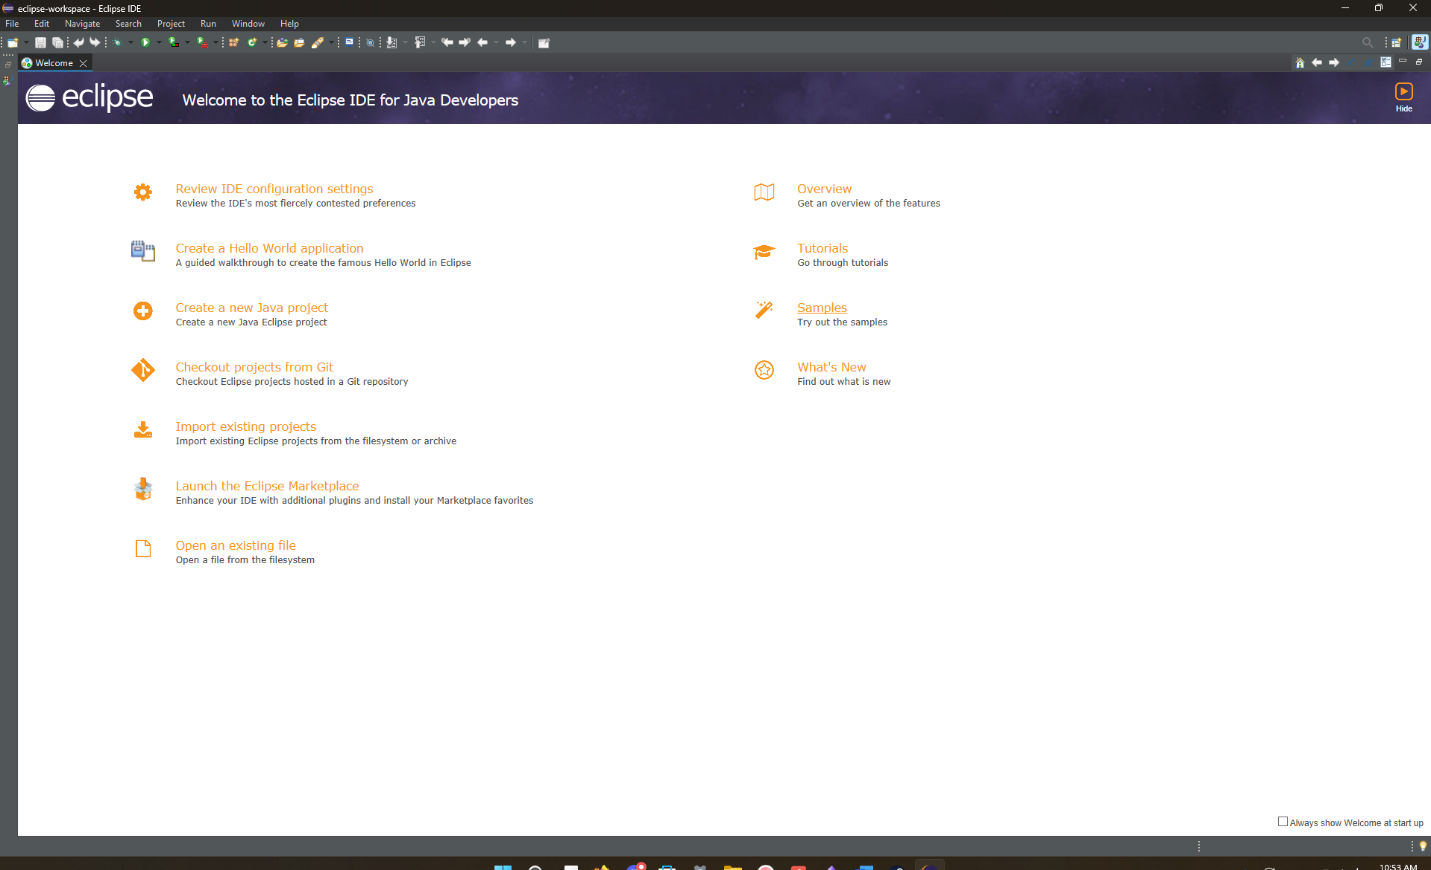 eclipse-workspace - Eclipse IDE
File Edit Navigate Search Project Run Window Help
Welcome
eclipse
Welcome to the Eclipse IDE for Java Developers
Hide
Review IDE configuration settings
Review the IDE's most fiercely contested preferences
Create a Hello World application
A guided walkthrough to create the famous Hello World in Eclipse
Create a new Java project
Create a new Java Eclipse project
Checkout projects from Git
Checkout Eclipse projects hosted in a Git repository
Import existing projects
Import existing Eclipse projects from the filesystem or archive
Launch the Eclipse Marketplace
Enhance your IDE with additional plugins and install your Marketplace favorites
Open an existing file
Open a file from the filesystem
Overview
Get an overview of the features
Tutorials
Go through tutorials
Samples
Try out the samples
What's New
Find out what is new
Always show Welcome at start up
10:53 AM